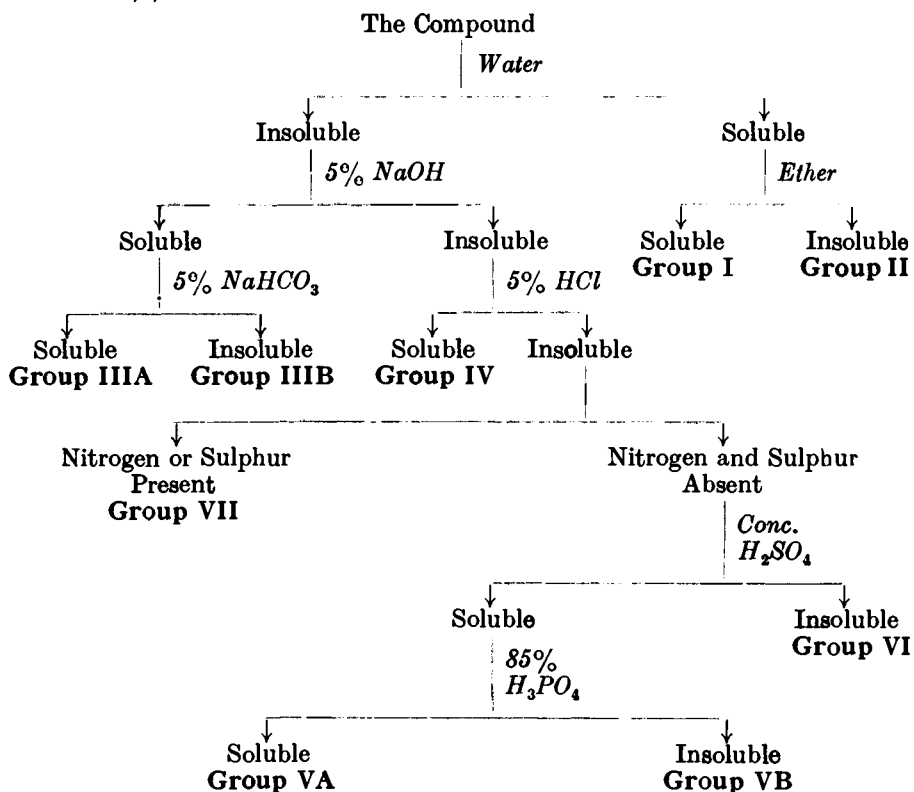 The Compound
Water
Insoluble Soluble
5% NaOH Ether
Soluble Insoluble Soluble Insoluble
Group I Group II
5% NaHCO₃ 5% HCl
Soluble Insoluble Soluble Insoluble
Group IIIA Group IIIB Group IV
Nitrogen or Sulphur Nitrogen and Sulphur
Present Absent
Group VII
Conc.
H₂SO₄
Soluble Insoluble
Group VI
85%
H₃PO₄
Soluble Insoluble
Group VA Group VB